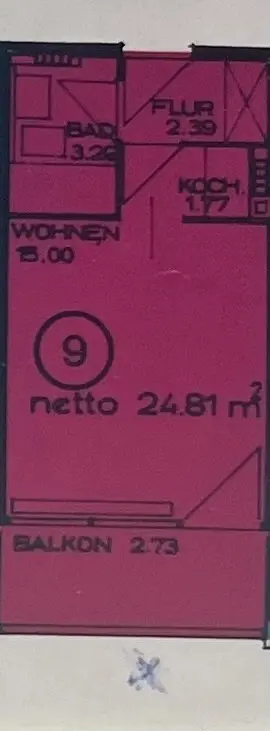 FLUR
2.39
BAD
3.28
KOCH.
1.77
WOHNEN
15.00
9
netto 24.81 m²
BALKON 2.73